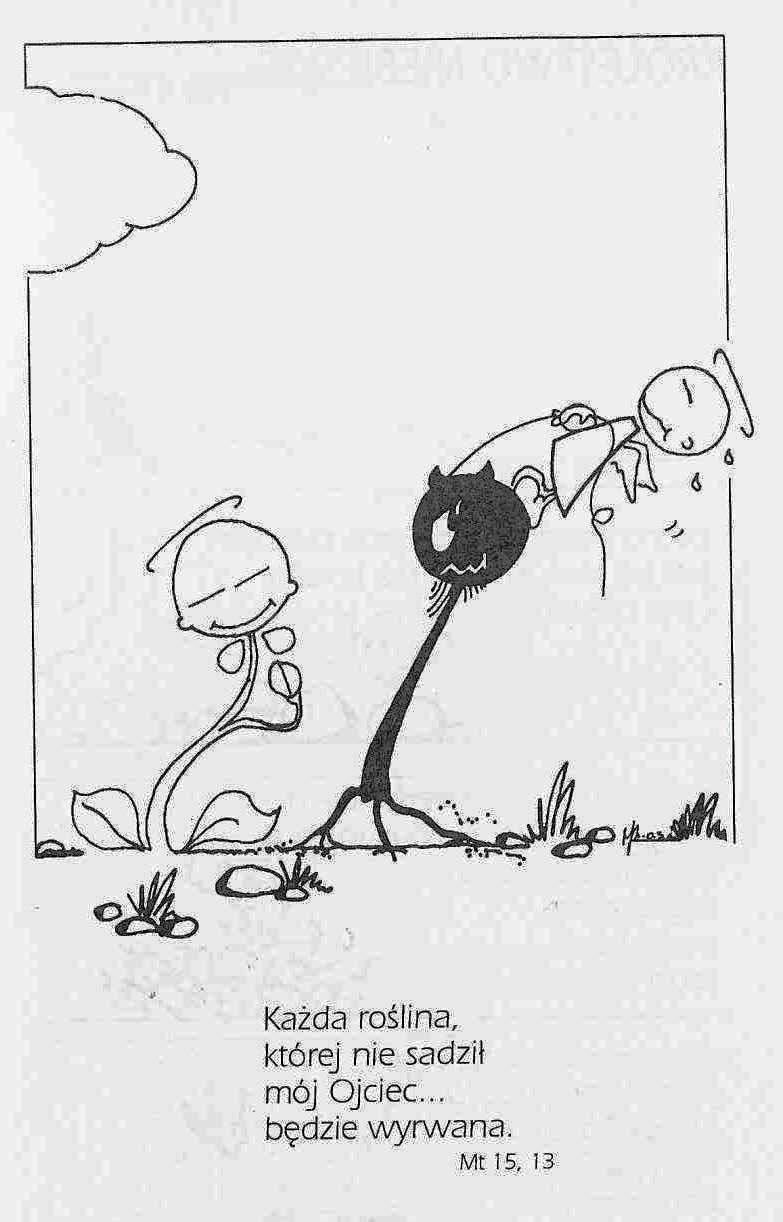 Każda roślina,
której nie sadził
mój Ojciec...
będzie wyrwana.
Mt 15, 13